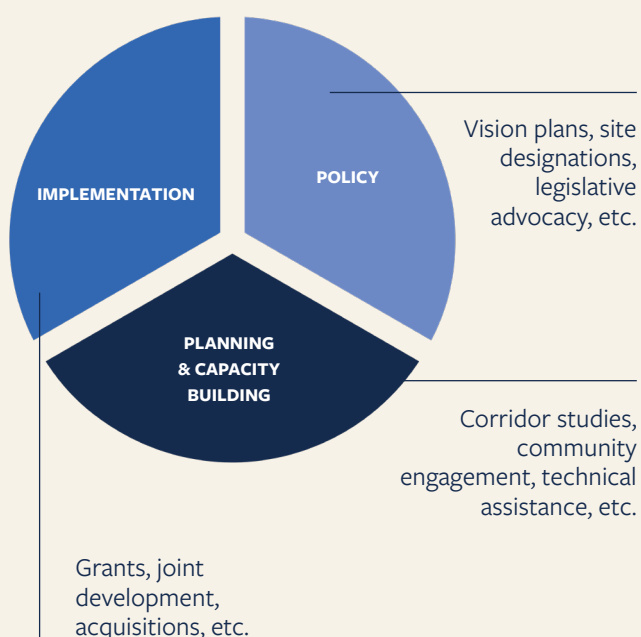 IMPLEMENTATION
POLICY
Vision plans, site
designations,
legislative
advocacy, etc.
PLANNING
& CAPACITY
BUILDING
Corridor studies,
community
engagement, technical
assistance, etc.
Grants, joint
development,
acquisitions, etc.